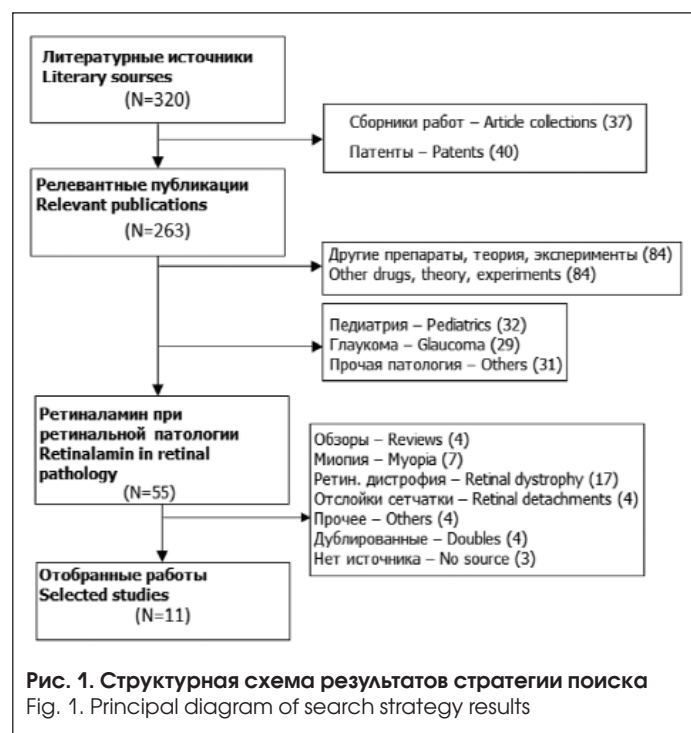 Литературные источники
Literary sourses
(N=320)
Сборники работ – Article collections (37)
Патенты – Patents (40)
Релевантные публикации
Relevant publications
(N=263)
Другие препараты, теория, эксперименты (84)
Other drugs, theory, experiments (84)
Педиатрия – Pediatrics (32)
Глаукома – Glaucoma (29)
Прочая патология – Others (31)
Ретиналамин при
ретинальной патологии
Retinalamin in retinal
pathology
(N=55)
Обзоры – Reviews (4)
Миопия – Myopia (7)
Ретин. дистрофия – Retinal dystrophy (17)
Отслойки сетчатки – Retinal detachments (4)
Прочее – Others (4)
Дублированные – Doubles (4)
Нет источника – No source (3)
Отобранные работы
Selected studies
(N=11)
Рис. 1. Структурная схема результатов стратегии поиска
Fig. 1. Principal diagram of search strategy results